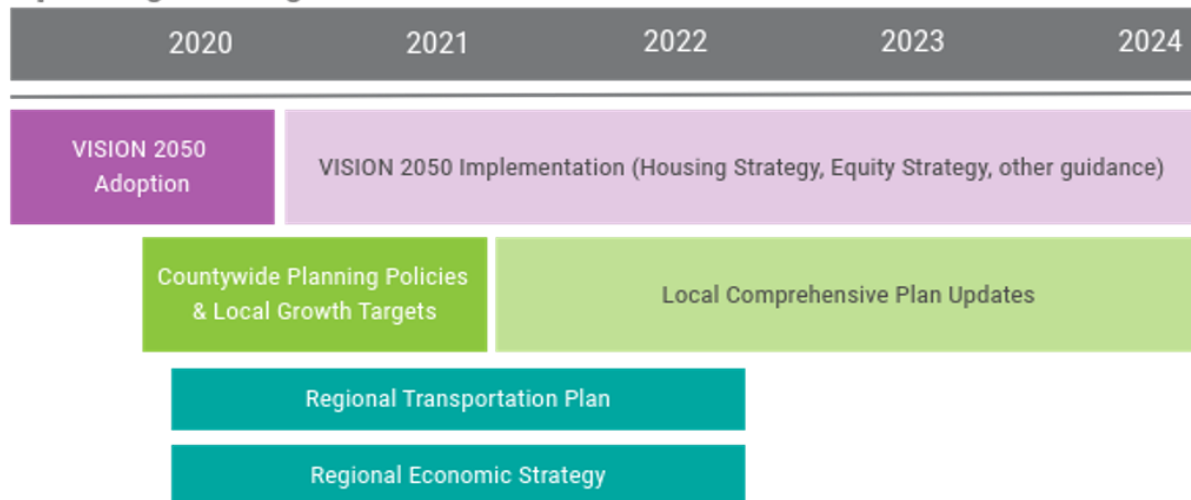 2020 2021 2022 2023 2024
VISION 2050
Adoption
VISION 2050 Implementation (Housing Strategy, Equity Strategy, other guidance)
Countywide Planning Policies
& Local Growth Targets
Local Comprehensive Plan Updates
Regional Transportation Plan
Regional Economic Strategy